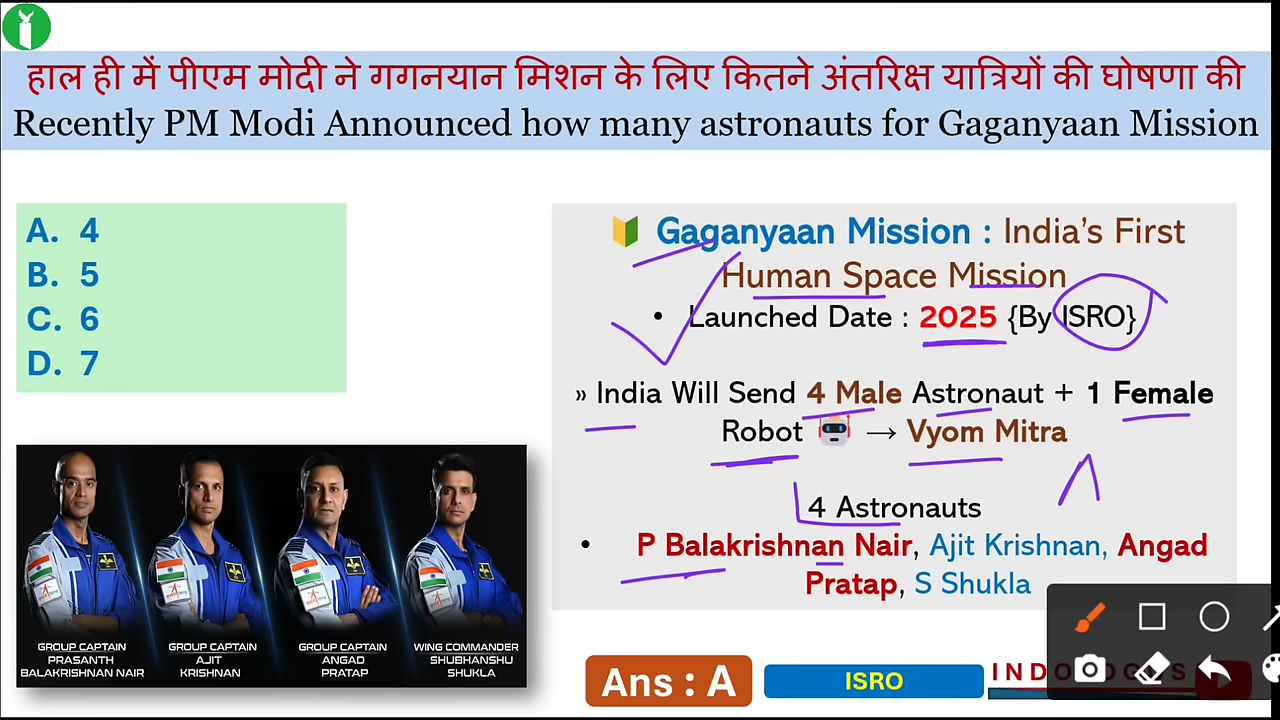 हाल ही में पीएम मोदी ने गगनयान मिशन के लिए कितने अंतरिक्ष यात्रियों की घोषणा की
Recently PM Modi Announced how many astronauts for Gaganyaan Mission
A. 4
B. 5
C. 6
D. 7
Gaganyaan Mission : India's First
Human Space Mission
• Launched Date : 2025 {By ISRO}
» India Will Send 4 Male Astronaut + 1 Female
Robot → Vyom Mitra
4 Astronauts
• P Balakrishnan Nair, Ajit Krishnan, Angad
Pratap, S Shukla
GROUP CAPTAIN
PRASANTH
BALAKRISHNAN NAIR
GROUP CAPTAIN
AJIT
KRISHNAN
GROUP CAPTAIN
ANGAD
PRATAP
WING COMMANDER
SHUBHANSHU
SHUKLA
Ans : A
ISRO